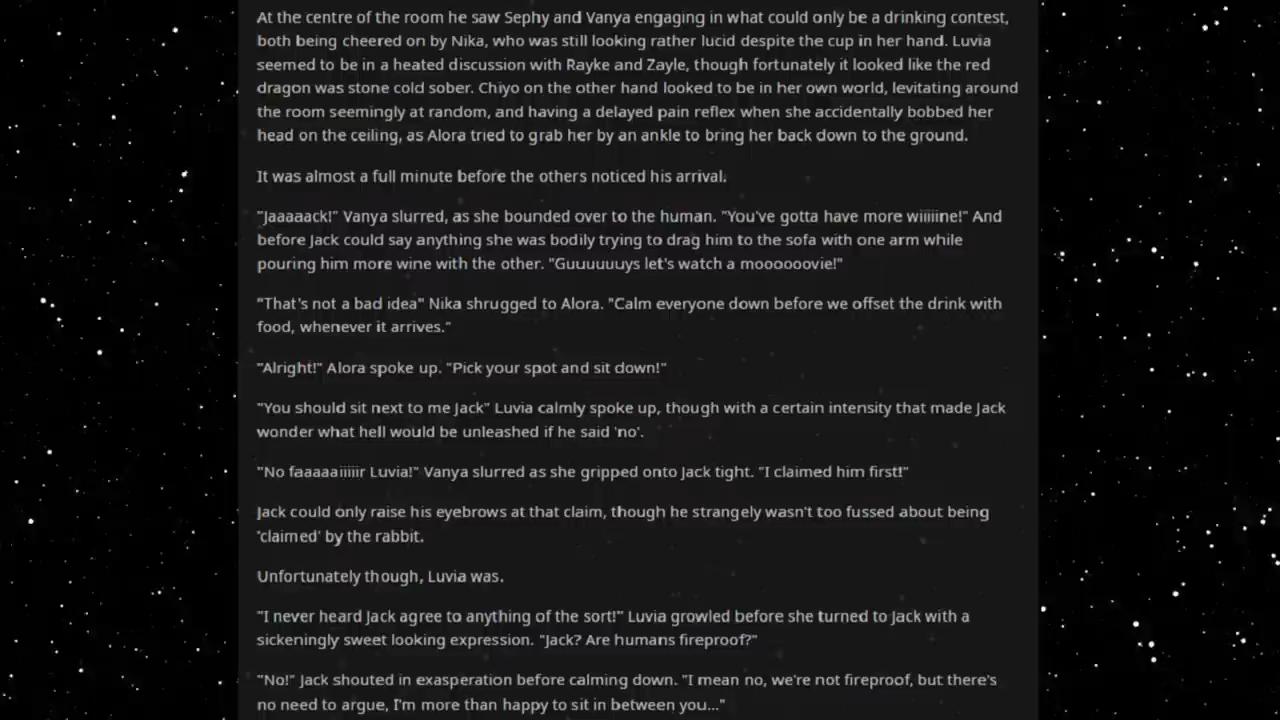 At the centre of the room he saw Sephy and Vanya engaging in what could only be a drinking contest,
both being cheered on by Nika, who was still looking rather lucid despite the cup in her hand. Luvia
seemed to be in a heated discussion with Rayke and Zayle, though fortunately it looked like the red
dragon was stone cold sober. Chiyo on the other hand looked to be in her own world, levitating around
the room seemingly at random, and having a delayed pain reflex when she accidentally bobbed her
head on the ceiling, as Alora tried to grab her by an ankle to bring her back down to the ground.
It was almost a full minute before the others noticed his arrival.
"Jaaaaack!" Vanya slurred, as she bounded over to the human. "You've gotta have more wiiiiine!" And
before Jack could say anything she was bodily trying to drag him to the sofa with one arm while
pouring him more wine with the other. "Guuuuuuys let's watch a moooooovie!"
"That's not a bad idea" Nika shrugged to Alora. "Calm everyone down before we offset the drink with
food, whenever it arrives."
"Alright!" Alora spoke up. "Pick your spot and sit down!"
"You should sit next to me Jack" Luvia calmly spoke up, though with a certain intensity that made Jack
wonder what hell would be unleashed if he said 'no'.
"No faaaaaiiiiir Luvia!" Vanya slurred as she gripped onto Jack tight. "I claimed him first!"
Jack could only raise his eyebrows at that claim, though he strangely wasn't too fussed about being
'claimed' by the rabbit.
Unfortunately though, Luvia was.
"I never heard Jack agree to anything of the sort!" Luvia growled before she turned to Jack with a
sickeningly sweet looking expression. "Jack? Are humans fireproof?"
"No!" Jack shouted in exasperation before calming down. "I mean no, we're not fireproof, but there's
no need to argue, I'm more than happy to sit in between you..."